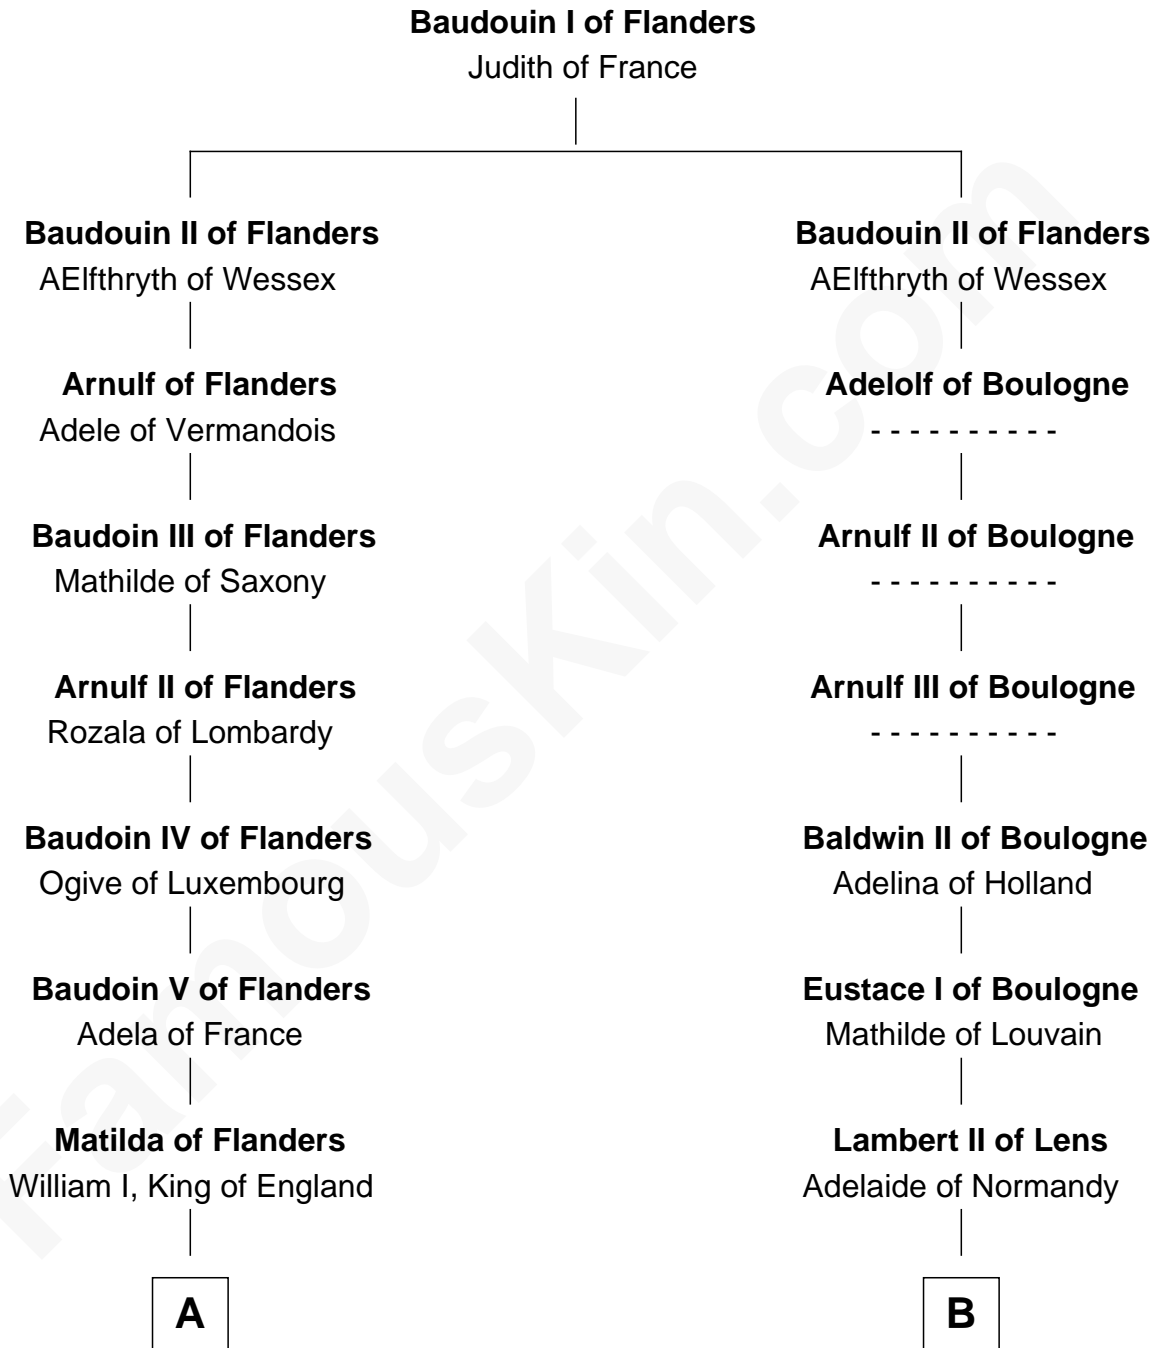 Baudouin I of Flanders
Judith of France
Baudouin II of Flanders
AElfthryth of Wessex
Arnulf of Flanders
Adele of Vermandois
Baudoin III of Flanders
Mathilde of Saxony
Arnulf II of Flanders
Rozala of Lombardy
Baudoin IV of Flanders
Ogive of Luxembourg
Baudoin V of Flanders
Adela of France
Matilda of Flanders
William I, King of England
A
Baudouin II of Flanders
AElfthryth of Wessex
Adelolf of Boulogne
- - - - - - - - - -
Arnulf II of Boulogne
- - - - - - - - - -
Arnulf III of Boulogne
- - - - - - - - - -
Baldwin II of Boulogne
Adelina of Holland
Eustace I of Boulogne
Mathilde of Louvain
Lambert II of Lens
Adelaide of Normandy
B
FamousKin.com